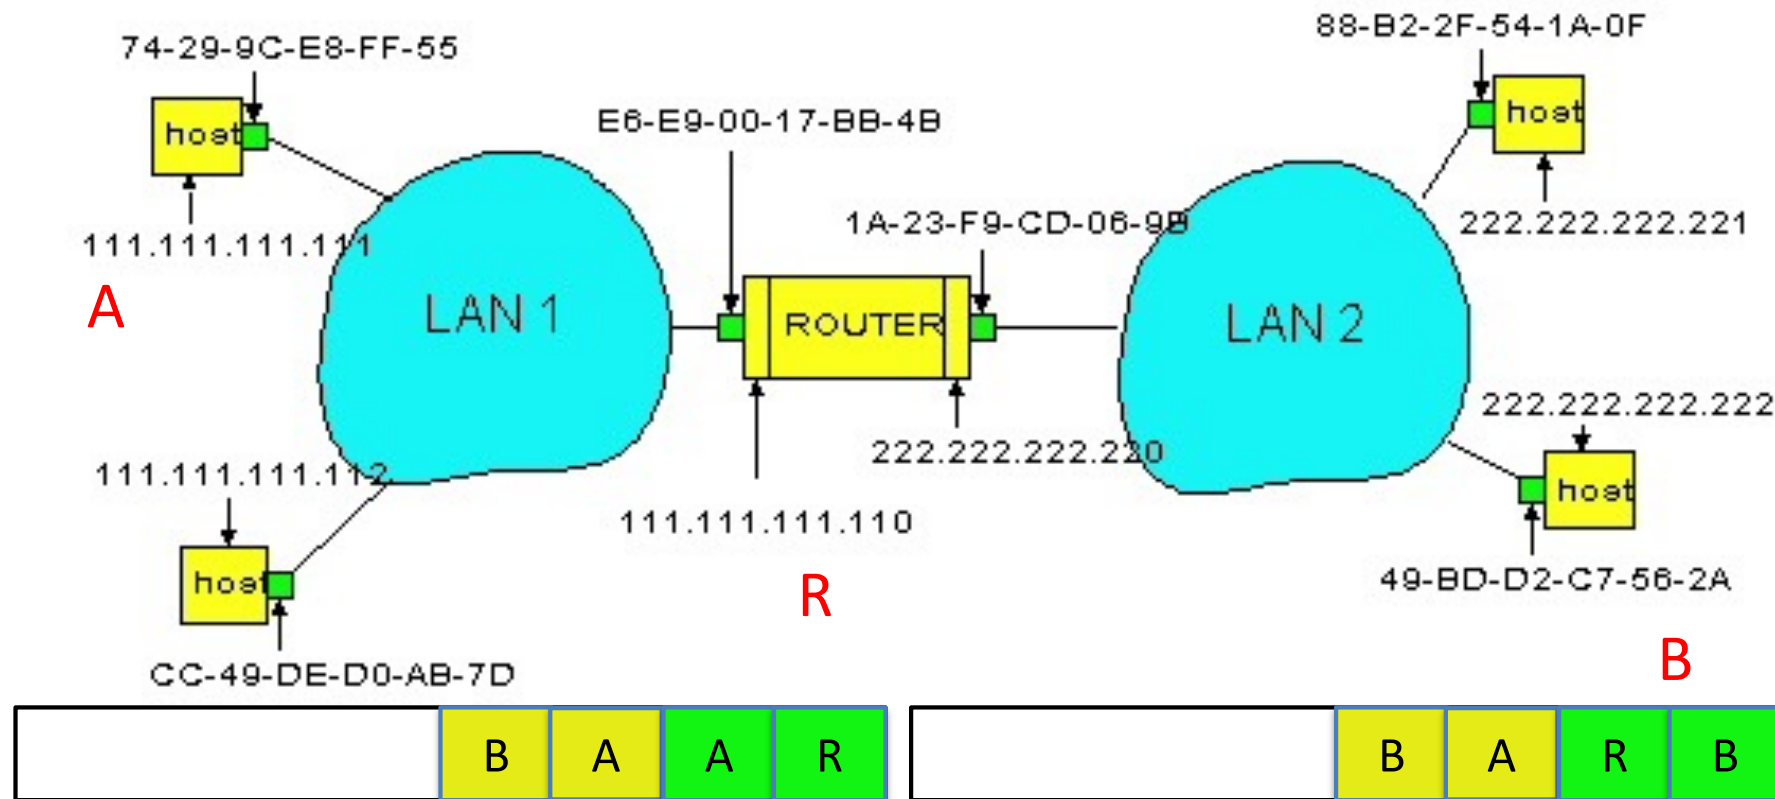 88-B2-2F-54-1A-0F
74-29-9C-E8-FF-55
host
E6-E9-00-17-BB-4B
host
1A-23-F9-CD-06-9B
222.222.222.221
111.111.111.111
A
LAN 1
ROUTER
LAN 2
222.222.222.222
222.222.222.220
111.111.111.112
host
111.111.111.110
host
49-BD-D2-C7-56-2A
R
B
CC-49-DE-D0-AB-7D
B A A R
B A R B